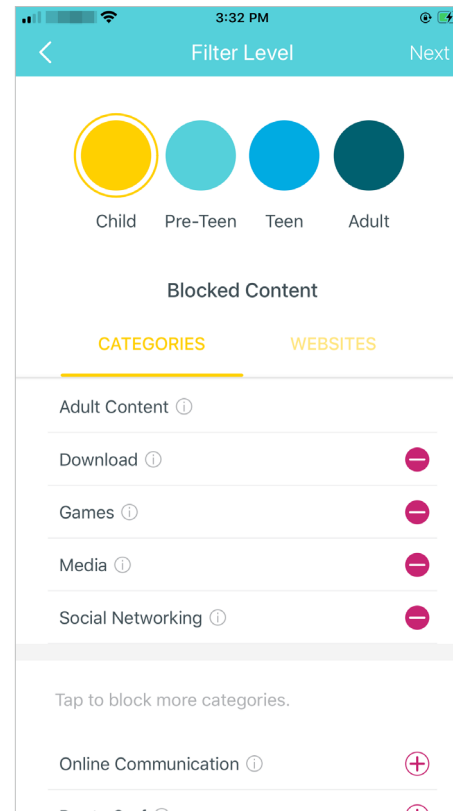 3:32 PM
Filter Level
Next
Child
Pre-Teen
Teen
Adult
Blocked Content
CATEGORIES
WEBSITES
Adult Content
Download
Games
Media
Social Networking
Tap to block more categories.
Online Communication